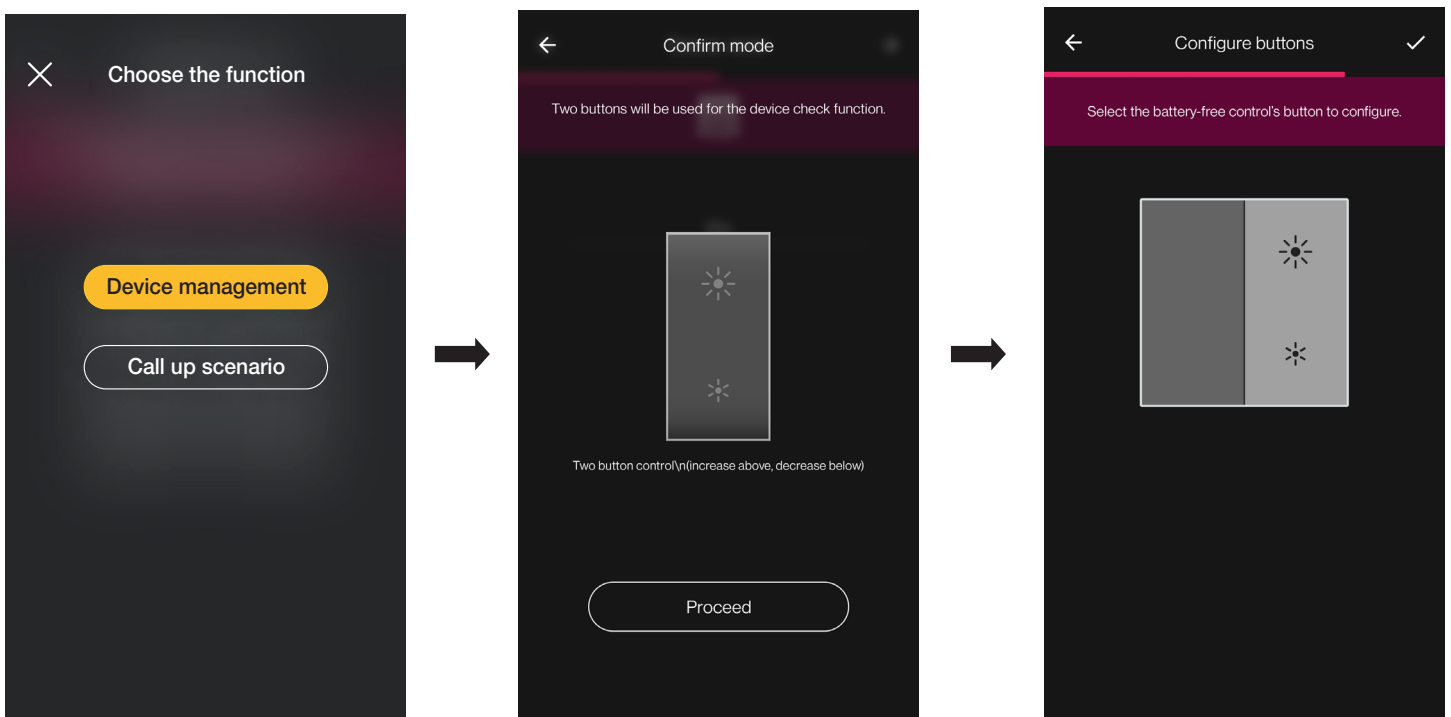 Choose the function
Device management
Call up scenario
Confirm mode
Two buttons will be used for the device check function.
Two button control\n(increase above, decrease below)
Proceed
Configure buttons
Select the battery-free control's button to configure.